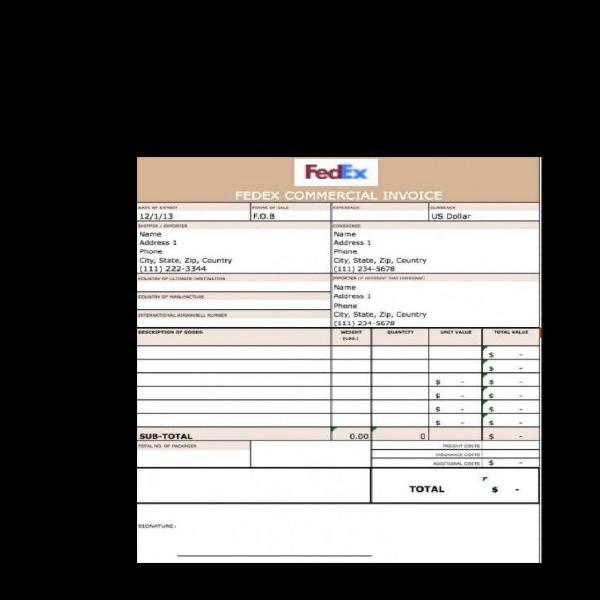 FedEx
FEDEX COMMERCIAL INVOICE
DATE OF EXPORT TERMS OF SALE REFERENCE CURRENCY
12/1/13 F.O.B US Dollar
SHIPPER / EXPORTER CONSIGNEE
Name Name
Address 1 Address 1
Phone Phone
City, State, Zip, Country City, State, Zip, Country
(111) 222-3344 (111) 234-5678
COUNTRY OF ULTIMATE DESTINATION IMPORTER (IF DIFFERENT THAN CONSIGNEE)
Name
COUNTRY OF MANUFACTURE Address 1
Phone
INTERNATIONAL AIRWAYBILL NUMBER City, State, Zip, Country
(111) 234-5678
DESCRIPTION OF GOODS WEIGHT QUANTITY UNIT VALUE TOTAL VALUE
(LBS.)
$ -
$ -
$ - $ -
$ - $ -
$ - $ -
$ - $ -
SUB-TOTAL 0.00 0 $ -
TOTAL NO. OF PACKAGES FREIGHT COSTS
INSURANCE COSTS
ADDITIONAL COSTS $ -
TOTAL $ -
SIGNATURE: